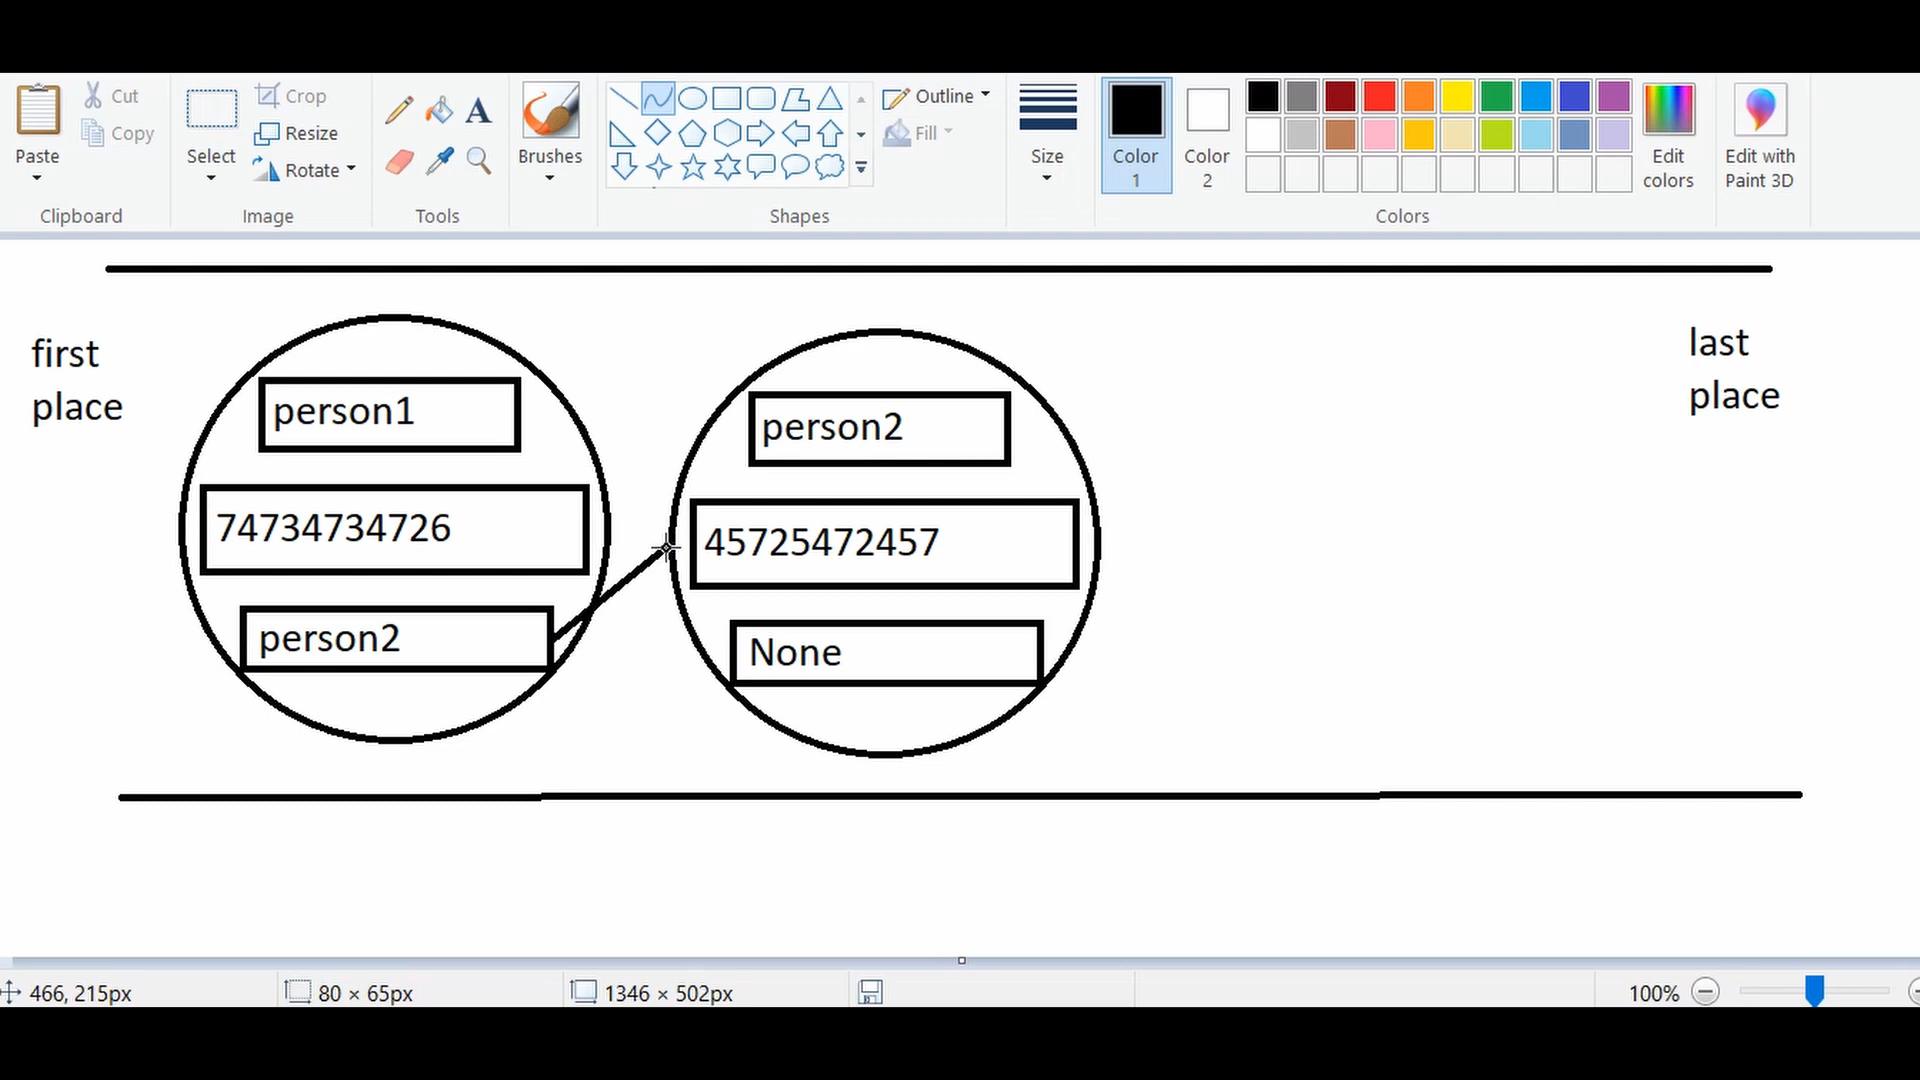 Paste
Cut
Copy
Clipboard
Select
Crop
Resize
Rotate
Image
Tools
Brushes
Shapes
Outline
Fill
Size
Color
1
Color
2
Edit
colors
Edit with
Paint 3D
Colors
first
place
last
place
person1
74734734726
person2
person2
45725472457
None
466, 215px
80 × 65px
1346 × 502px
100%